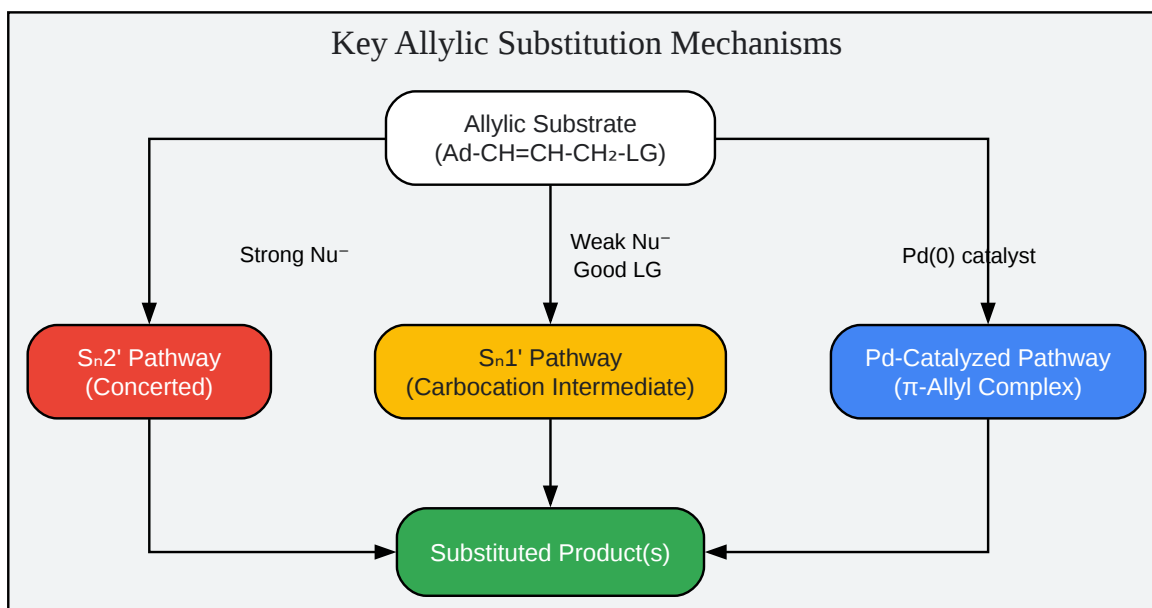 Key Allylic Substitution Mechanisms
Allylic Substrate
(Ad-CH=CH-CH₂-LG)
Strong Nu⁻
Weak Nu⁻
Good LG
Pd(0) catalyst
Sₙ2' Pathway
(Concerted)
Sₙ1' Pathway
(Carbocation Intermediate)
Pd-Catalyzed Pathway
(π-Allyl Complex)
Substituted Product(s)